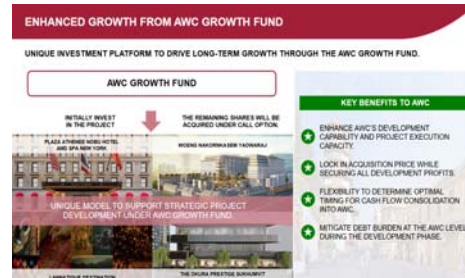 ENHANCED GROWTH FROM AWC GROWTH FUND
UNIQUE INVESTMENT PLATFORM TO DRIVE LONG-TERM GROWTH THROUGH THE AWC GROWTH FUND.
AWC GROWTH FUND
INITIALLY INVEST
IN THE PROJECT
THE REMAINING SHARES WILL BE
ACQUIRED UNDER CALL OPTION.
PLAZA ATHENEE NOBU HOTEL
AND SPA NEW YORK
WOENG NAKORNKASEM YAOWARAJ
UNIQUE MODEL TO SUPPORT STRATEGIC PROJECT
DEVELOPMENT UNDER AWC GROWTH FUND.
LANNATIQUE DESTINATION
THE OKURA PRESTIGE SUKHUMVIT
KEY BENEFITS TO AWC
ENHANCE AWC'S DEVELOPMENT
CAPABILITY AND PROJECT EXECUTION
CAPACITY.
LOCK IN ACQUISITION PRICE WHILE
SECURING ALL DEVELOPMENT PROFITS.
FLEXIBILITY TO DETERMINE OPTIMAL
TIMING FOR CASH FLOW CONSOLIDATION
INTO AWC.
MITIGATE DEBT BURDEN AT THE AWC LEVEL
DURING THE DEVELOPMENT PHASE.